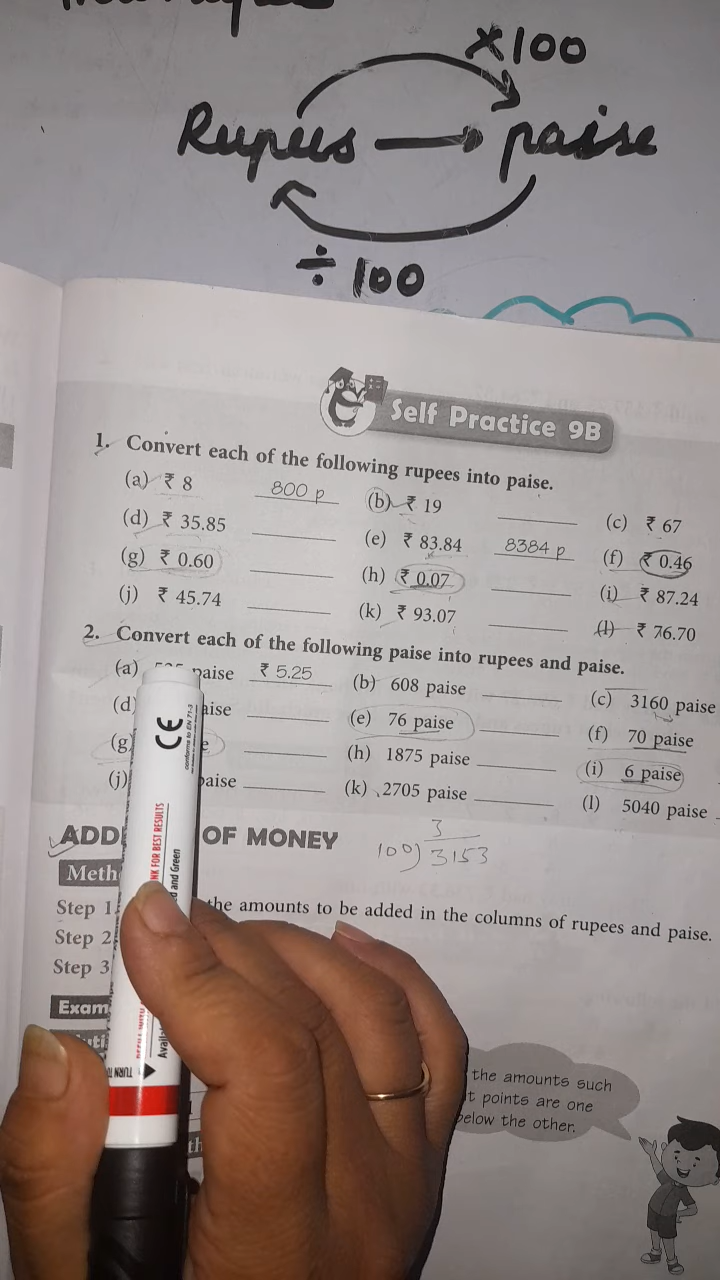 ×100
Rupees → paise
÷ 100
Self Practice 9B
1. Convert each of the following rupees into paise.
(a) ₹ 8 800 p (b) ₹ 19 (c) ₹ 67
(d) ₹ 35.85 (e) ₹ 83.84 8384 p (f) ₹ 0.46
(g) ₹ 0.60 (h) ₹ 0.07 (i) ₹ 87.24
(j) ₹ 45.74 (k) ₹ 93.07 (l) ₹ 76.70
2. Convert each of the following paise into rupees and paise.
(a) paise ₹ 5.25 (b) 608 paise (c) 3160 paise
(d) (e) 76 paise (f) 70 paise
(g) (h) 1875 paise (i) 6 paise
(j) (k) 2705 paise (l) 5040 paise
OF MONEY
3
100)3153
Step 1 the amounts to be added in the columns of rupees and paise.
Step 2
Step 3
the amounts such
points are one
below the other.
CE
conforms to EN 71-3